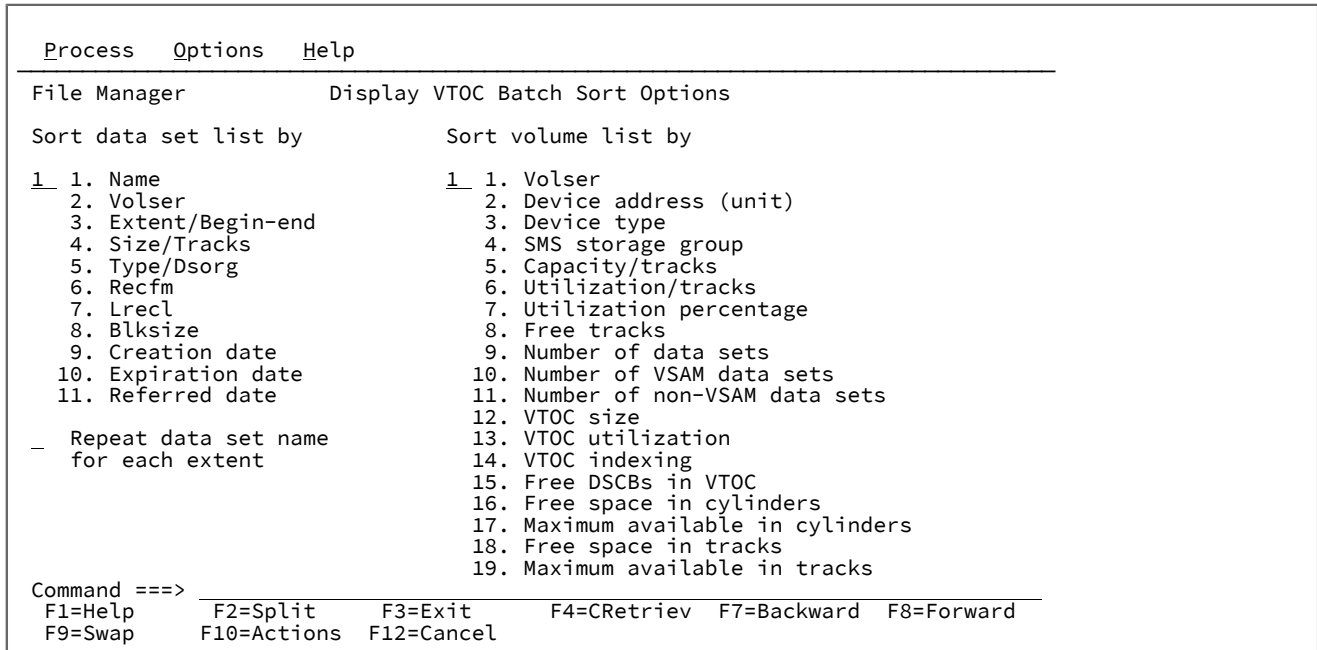 Process   Options   Help
File Manager            Display VTOC Batch Sort Options
Sort data set list by            Sort volume list by
1  1. Name                       1  1. Volser
   2. Volser                        2. Device address (unit)
   3. Extent/Begin-end              3. Device type
   4. Size/Tracks                   4. SMS storage group
   5. Type/Dsorg                    5. Capacity/tracks
   6. Recfm                         6. Utilization/tracks
   7. Lrecl                         7. Utilization percentage
   8. Blksize                       8. Free tracks
   9. Creation date                 9. Number of data sets
  10. Expiration date              10. Number of VSAM data sets
  11. Referred date                11. Number of non-VSAM data sets
                                   12. VTOC size
_  Repeat data set name            13. VTOC utilization
   for each extent                 14. VTOC indexing
                                   15. Free DSCBs in VTOC
                                   16. Free space in cylinders
                                   17. Maximum available in cylinders
                                   18. Free space in tracks
                                   19. Maximum available in tracks
Command ===>
F1=Help      F2=Split     F3=Exit      F4=CRetriev  F7=Backward  F8=Forward
F9=Swap     F10=Actions  F12=Cancel